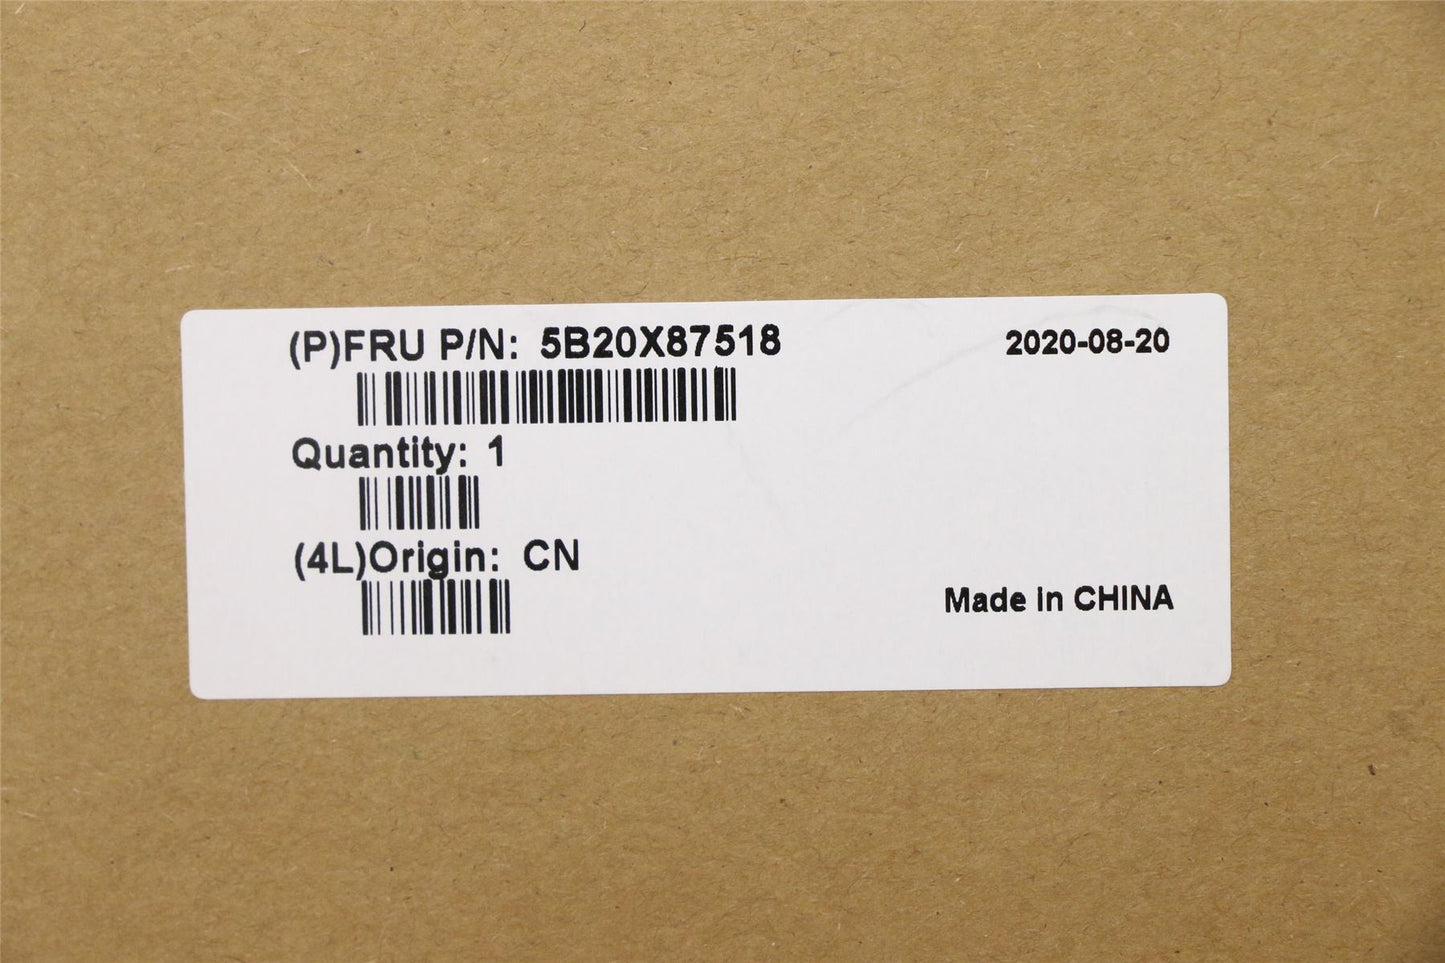 (P)FRU P/N: 5B20X87518
2020-08-20
Quantity: 1
(4L)Origin: CN
Made in CHINA